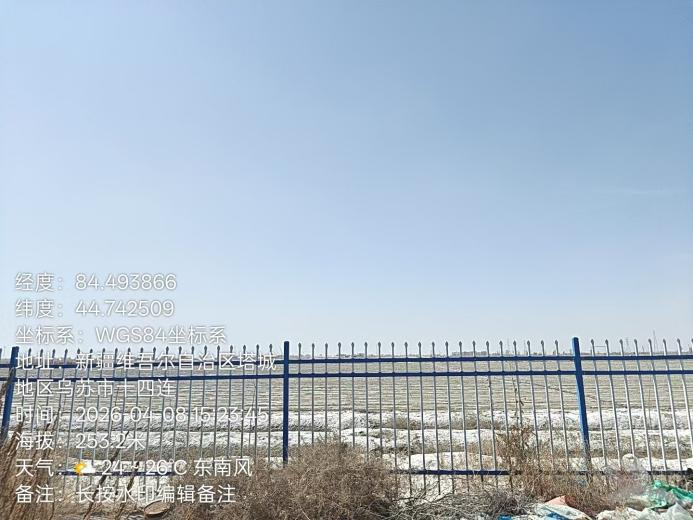 经度：84.493866
纬度：44.742509
坐标系：WGS84坐标系
地址：新疆维吾尔自治区塔城
地区乌苏市二四连
时间：2026-04-08 15:23:45
海拔：253.2米
天气：☀️ 24~26℃ 东南风
备注：长按水印编辑备注